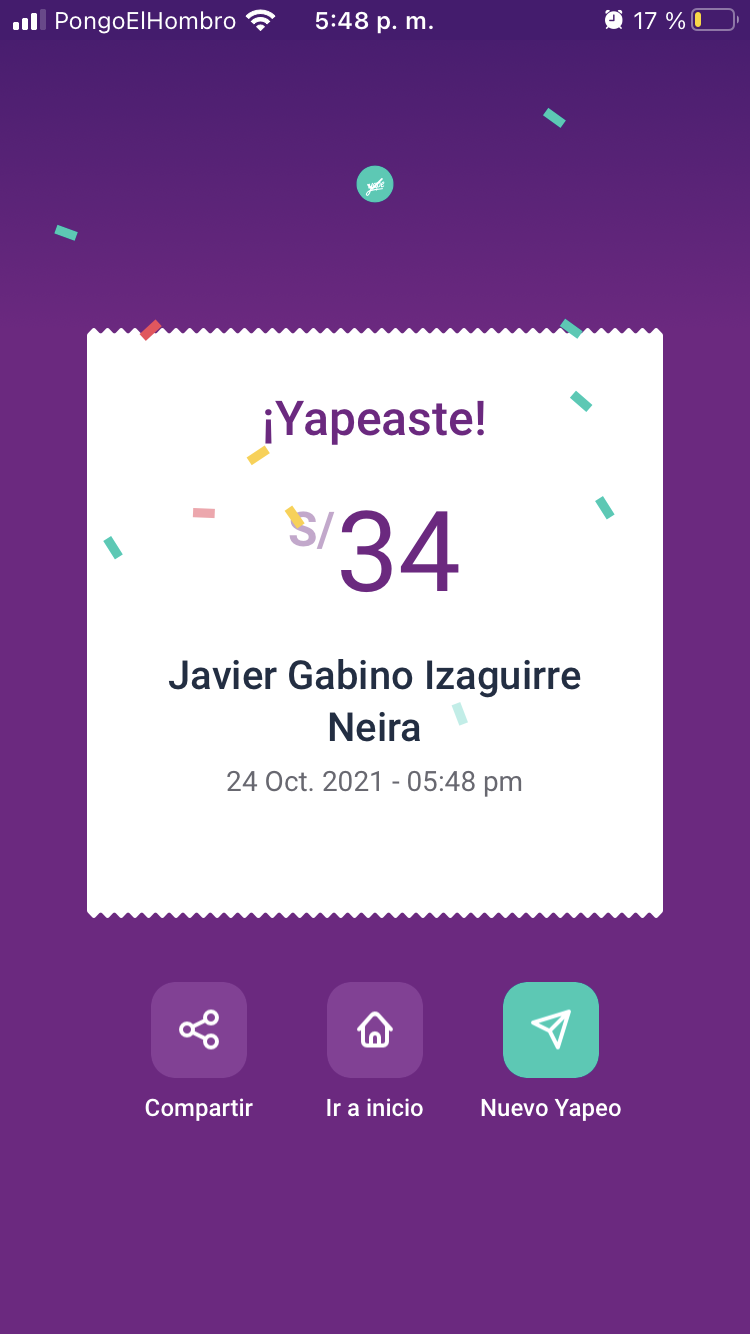 PongoElHombro 5:48 p. m. 17 %
yape
¡Yapeaste!
S/34
Javier Gabino Izaguirre
Neira
24 Oct. 2021 - 05:48 pm
Compartir Ir a inicio Nuevo Yapeo